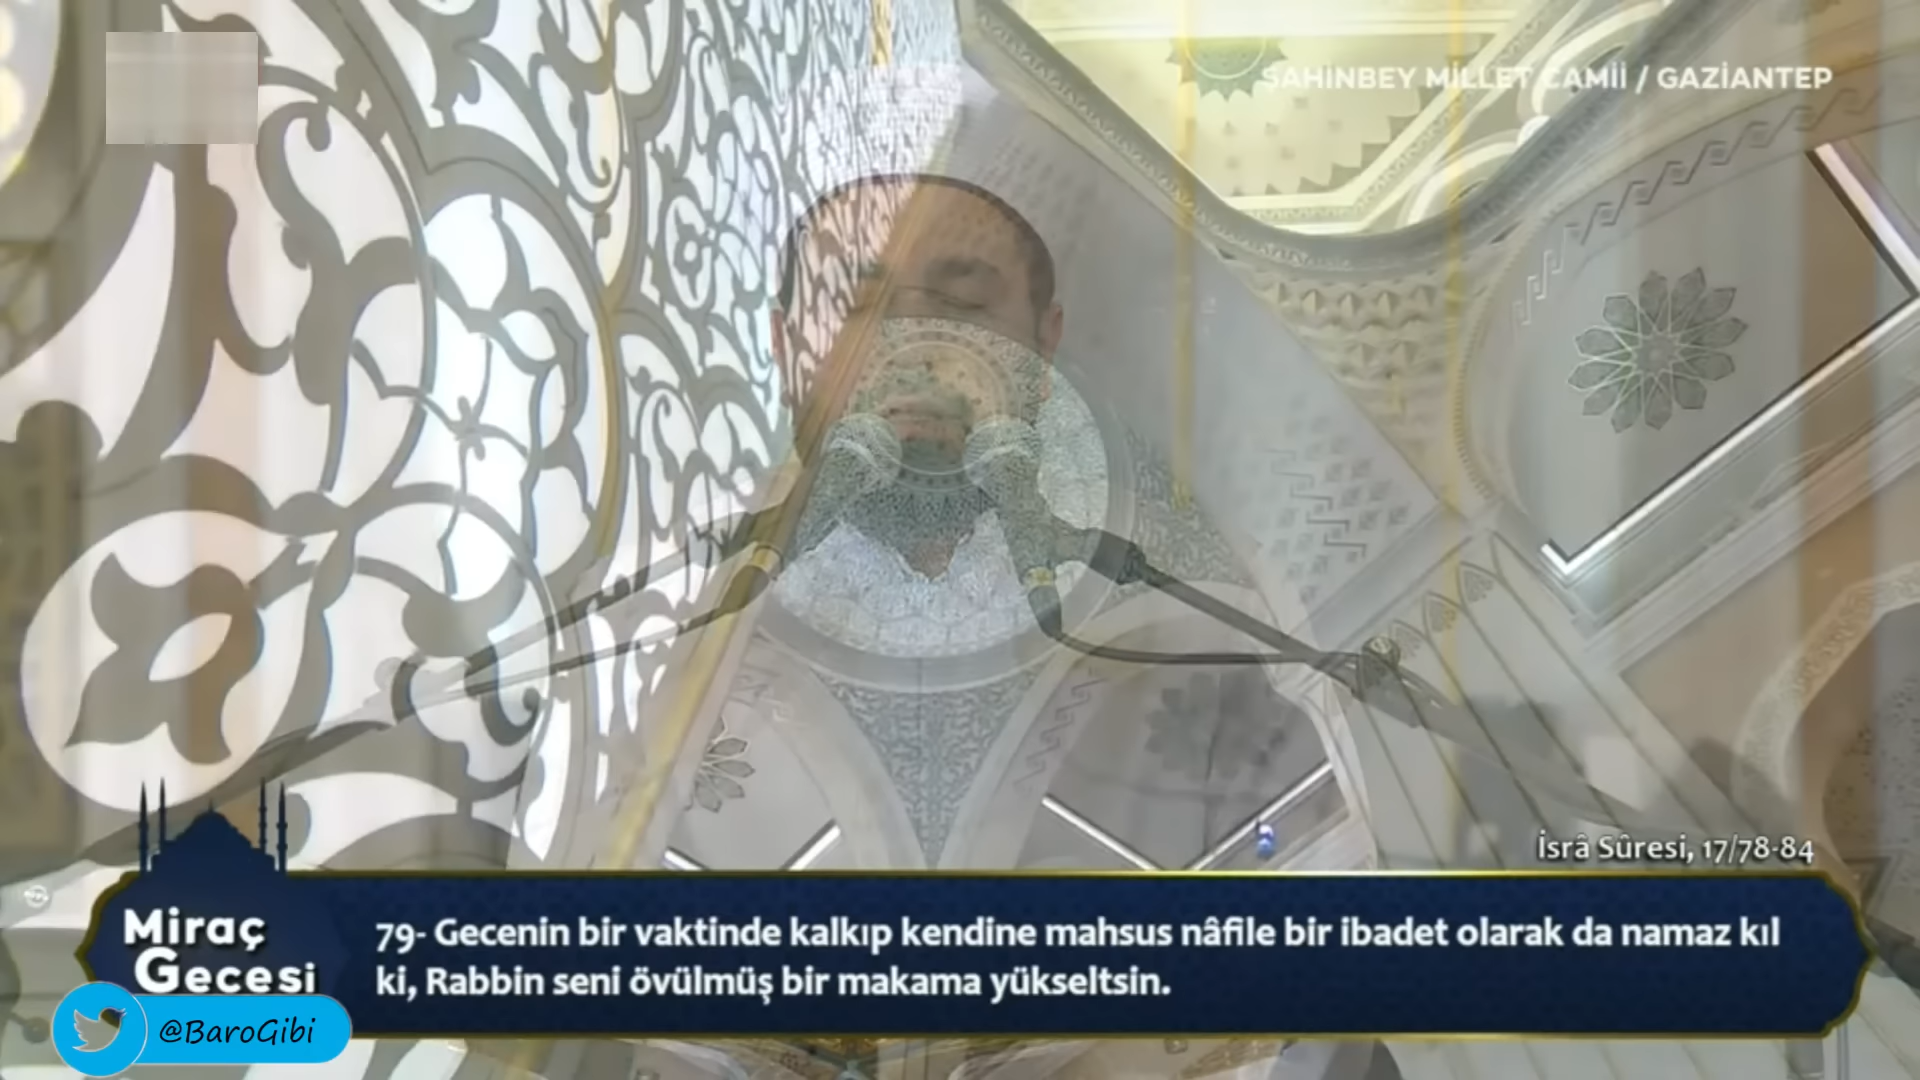 ŞAHİNBEY MİLLET CAMİİ / GAZİANTEP
İsrâ Sûresi, 17/78-84
Miraç
Gecesi
79- Gecenin bir vaktinde kalkıp kendine mahsus nâfile bir ibadet olarak da namaz kıl
ki, Rabbin seni övülmüş bir makama yükseltsin.
@BaroGibi